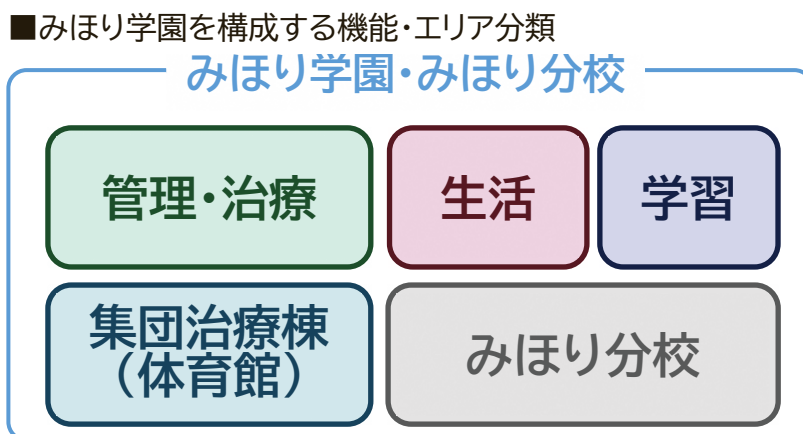 ■みほり学園を構成する機能・エリア分類
みほり学園・みほり分校
管理・治療
生活
学習
集団治療棟
（体育館）
みほり分校